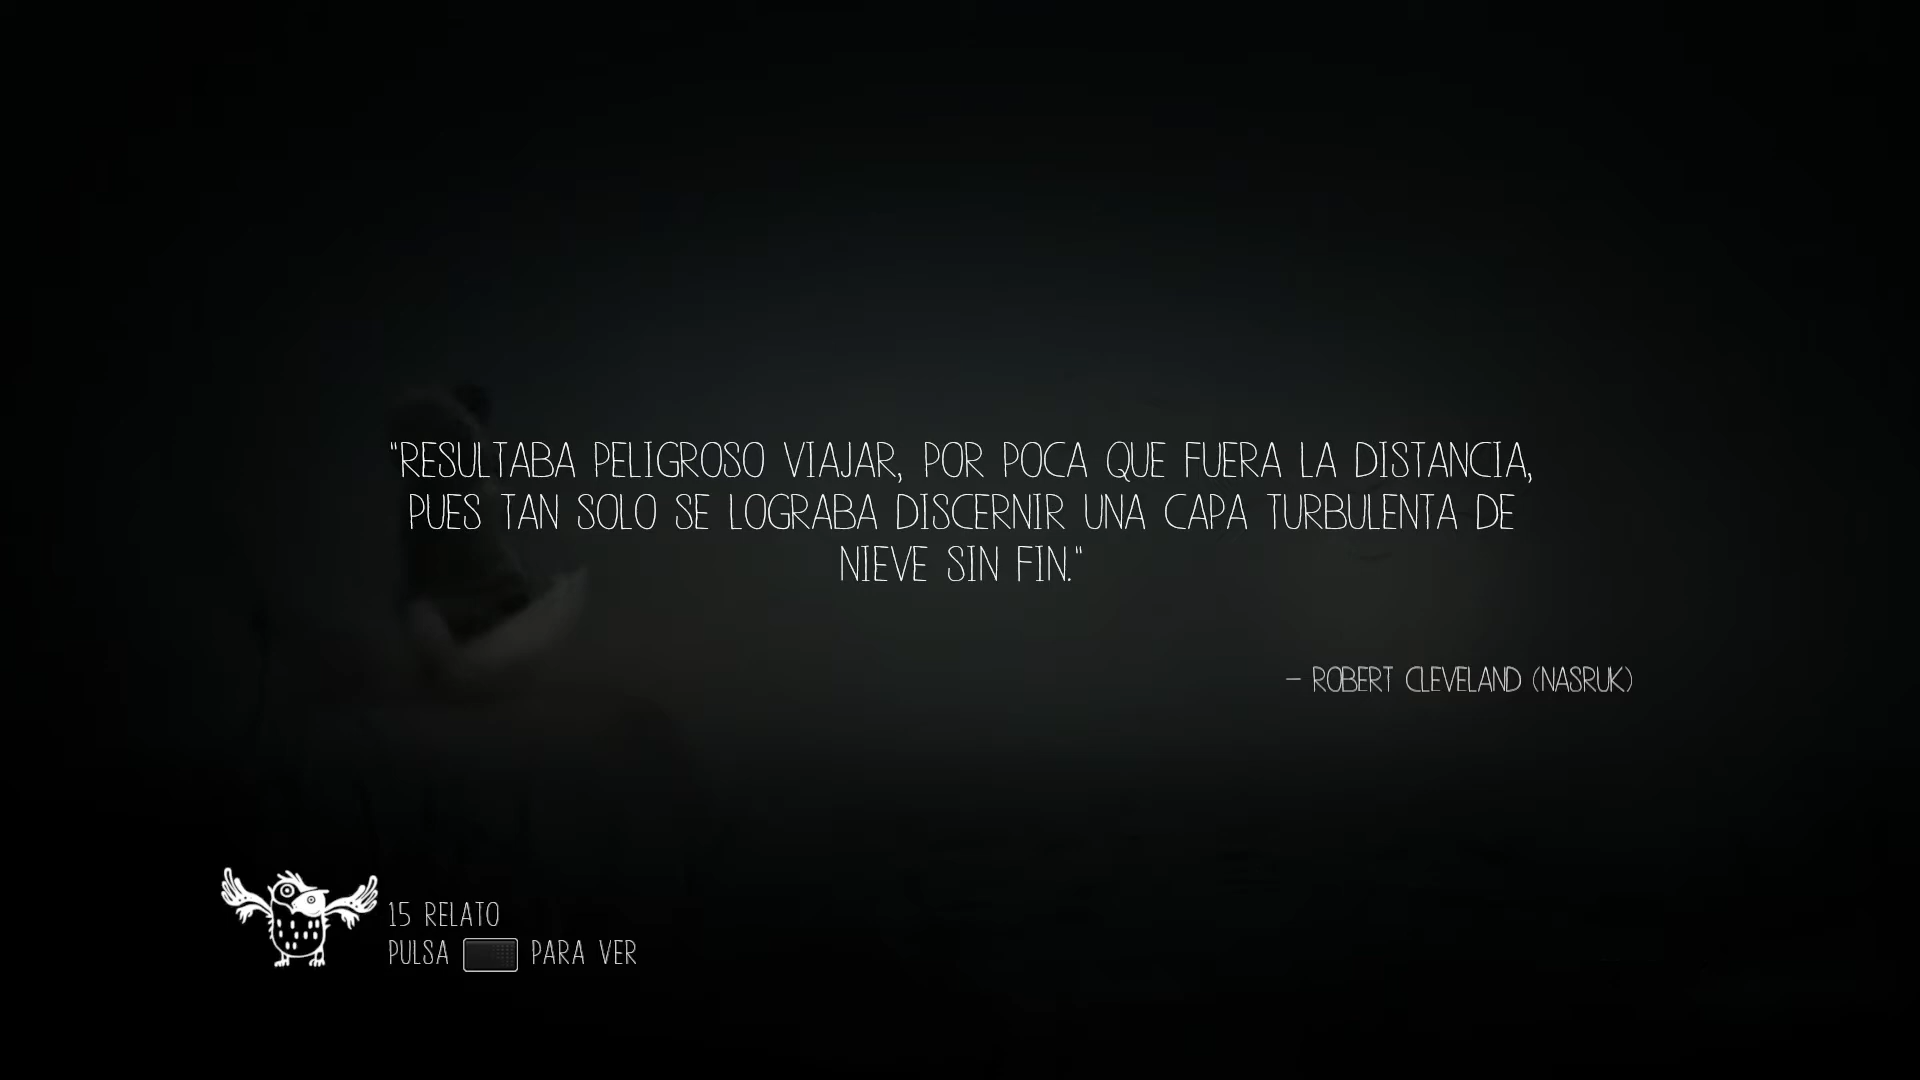 "RESULTABA PELIGROSO VIAJAR, POR POCA QUE FUERA LA DISTANCIA,
PUES TAN SOLO SE LOGRABA DISCERNIR UNA CAPA TURBULENTA DE
NIEVE SIN FIN."
– ROBERT CLEVELAND (NASRUK)
15 RELATO
PULSA PARA VER